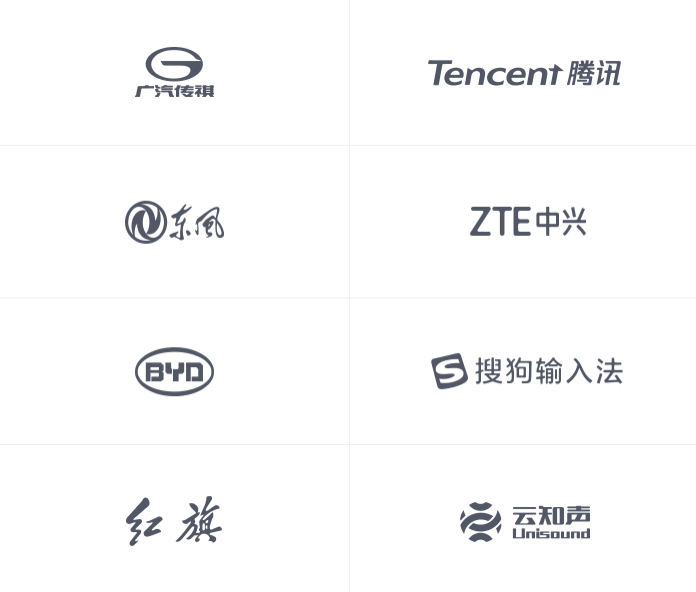 广汽传祺
Tencent 腾讯
东风
ZTE中兴
BYD
S 搜狗输入法
红旗
云知声
Unisound